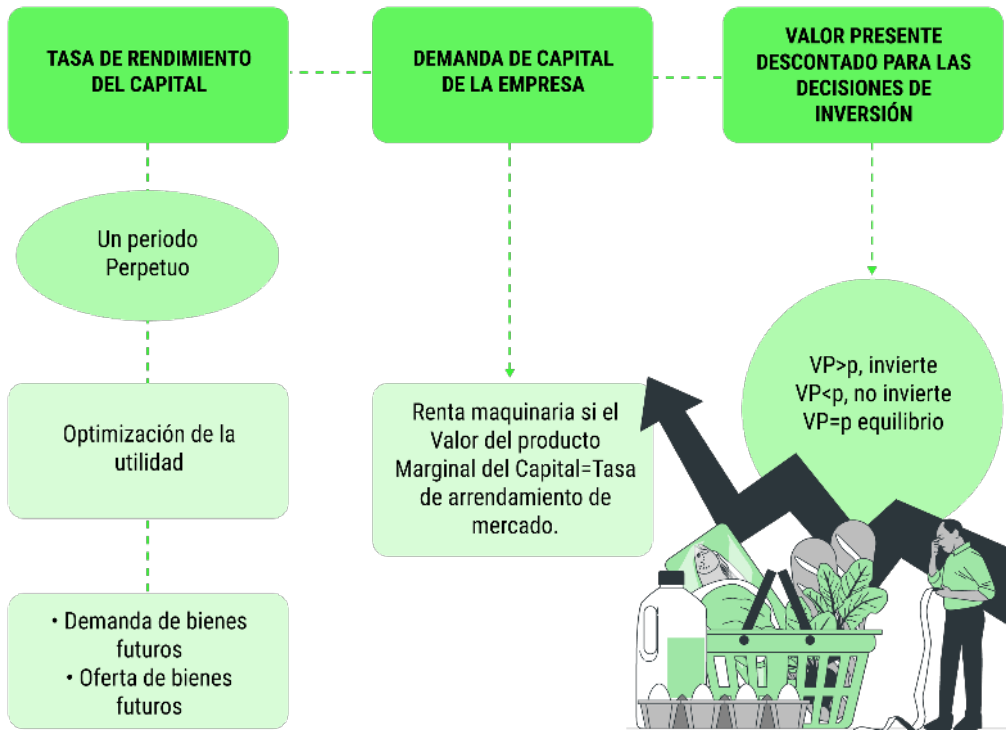 TASA DE RENDIMIENTO
DEL CAPITAL
DEMANDA DE CAPITAL
DE LA EMPRESA
VALOR PRESENTE
DESCONTADO PARA LAS
DECISIONES DE
INVERSIÓN
Un periodo
Perpetuo
Optimización de la
utilidad
• Demanda de bienes
futuros
• Oferta de bienes
futuros
Renta maquinaria si el
Valor del producto
Marginal del Capital=Tasa
de arrendamiento de
mercado.
VP>p, invierte
VP<p, no invierte
VP=p equilibrio